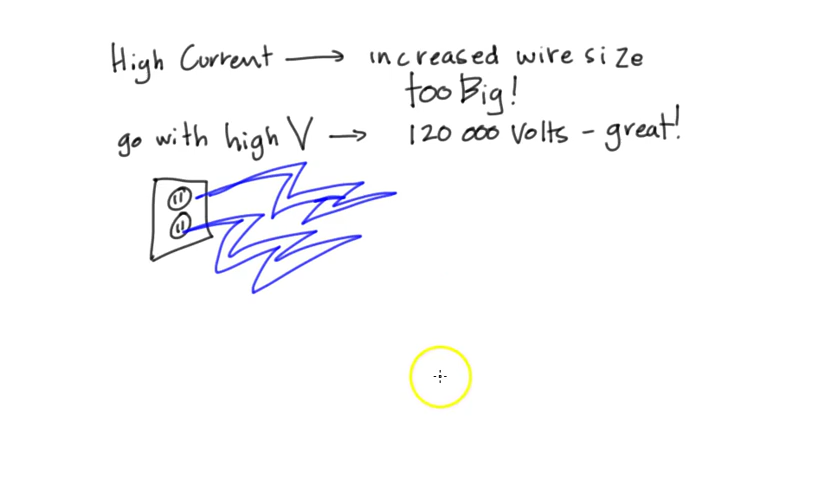 High Current → increased wire size
too Big!
go with high V → 120 000 Volts - great!